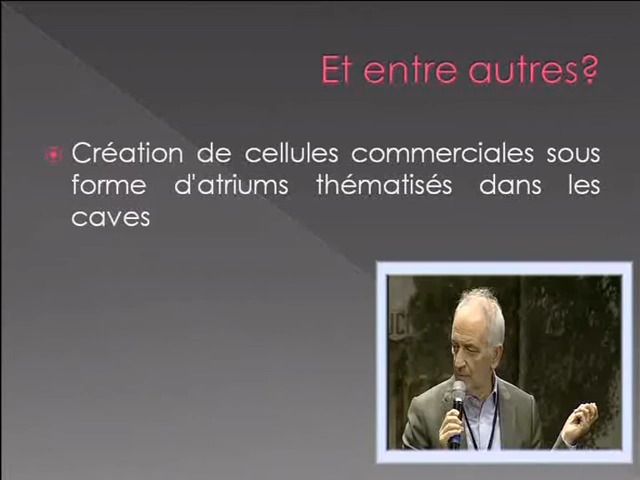 Et entre autres?
Création de cellules commerciales sous
forme d'atriums thématisés dans les
caves